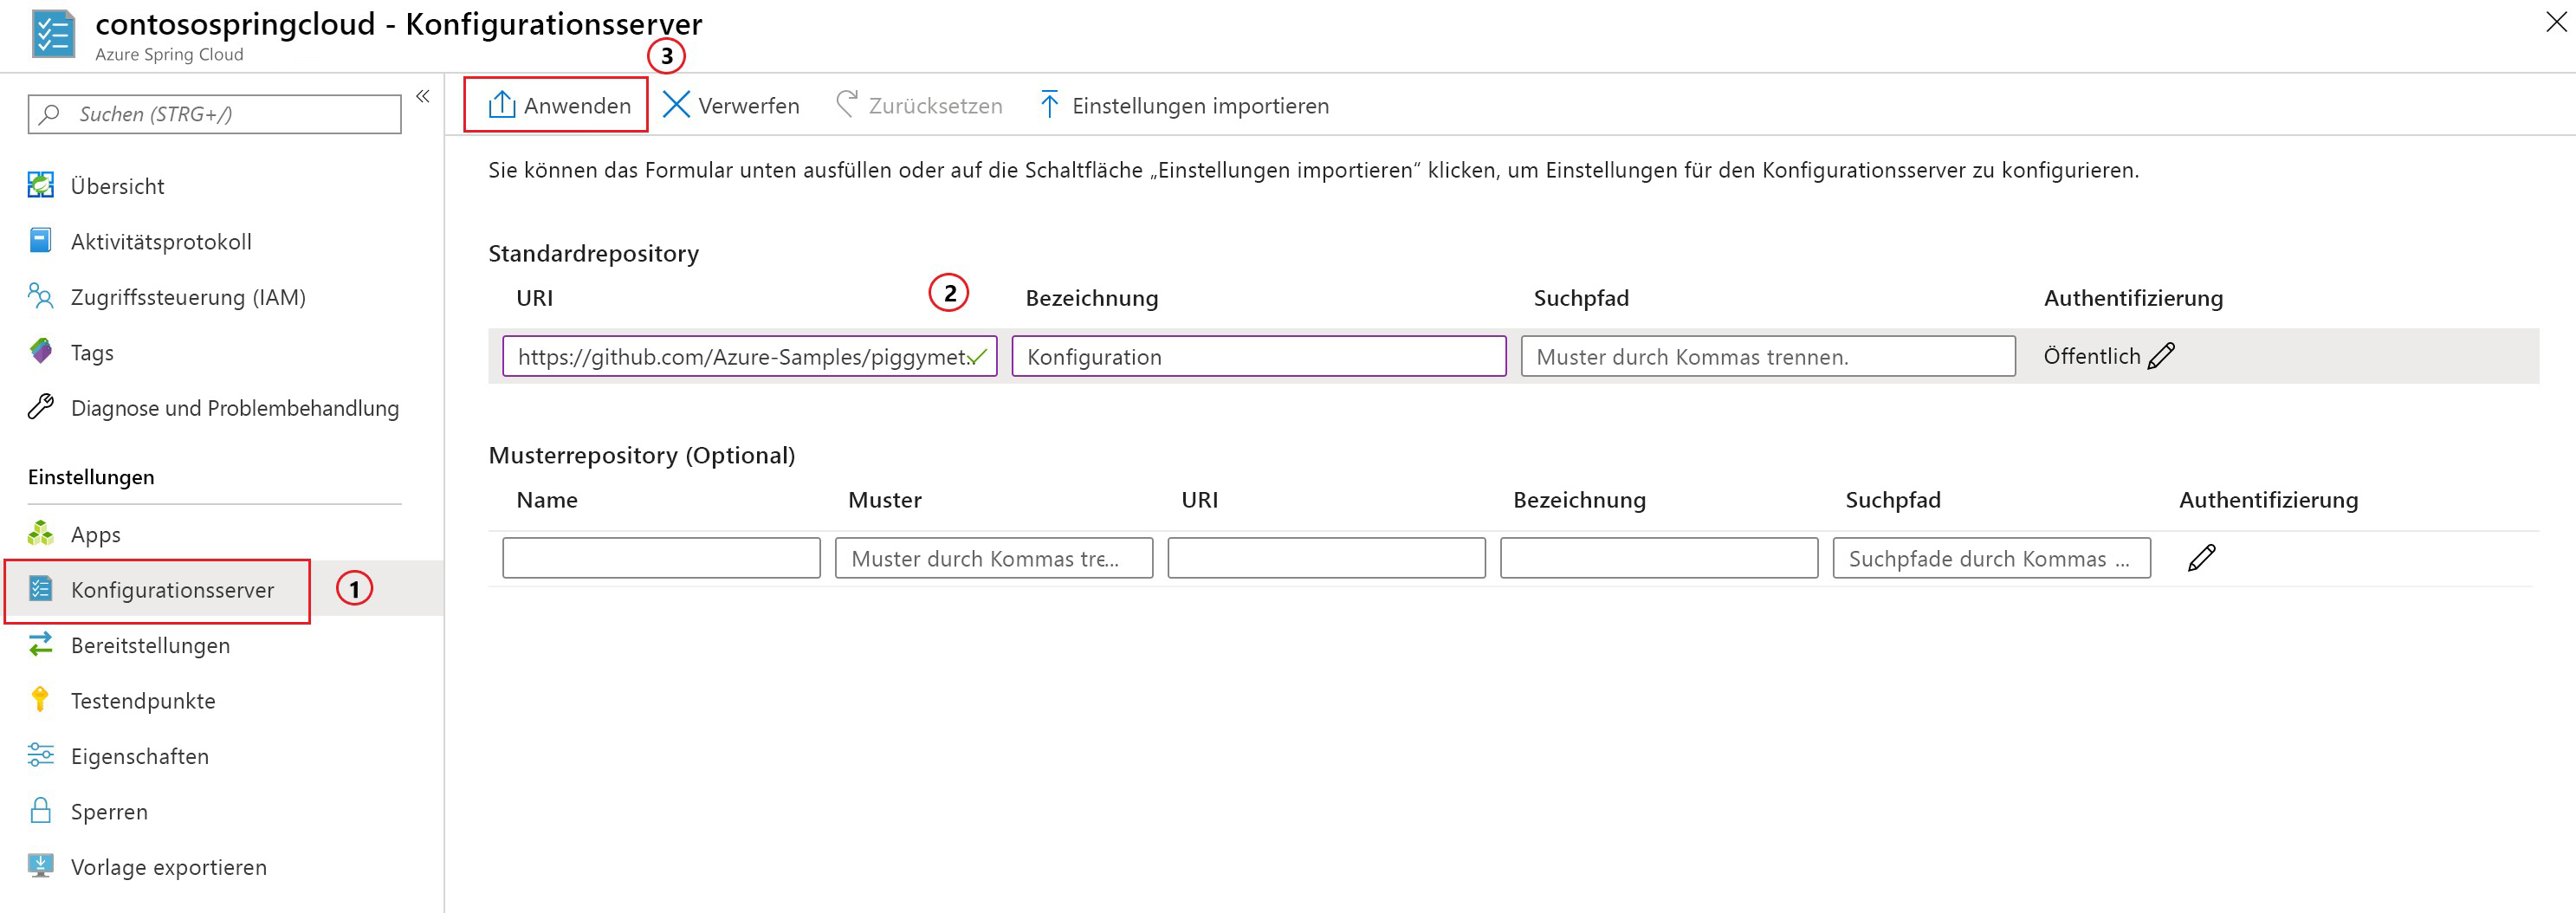 contosospringcloud - Konfigurationsserver
Azure Spring Cloud
3
Suchen (STRG+/)
«
Anwenden
Verwerfen
Zurücksetzen
Einstellungen importieren
Übersicht
Aktivitätsprotokoll
Zugriffssteuerung (IAM)
Tags
Diagnose und Problembehandlung
Einstellungen
Apps
Konfigurationsserver
1
Bereitstellungen
Testendpunkte
Eigenschaften
Sperren
Vorlage exportieren
Sie können das Formular unten ausfüllen oder auf die Schaltfläche „Einstellungen importieren“ klicken, um Einstellungen für den Konfigurationsserver zu konfigurieren.
Standardrepository
URI
2
Bezeichnung
Suchpfad
Authentifizierung
https://github.com/Azure-Samples/piggymet..
Konfiguration
Muster durch Kommas trennen.
Öffentlich
Musterrepository (Optional)
Name
Muster
URI
Bezeichnung
Suchpfad
Authentifizierung
Muster durch Kommas tre...
Suchpfade durch Kommas ...